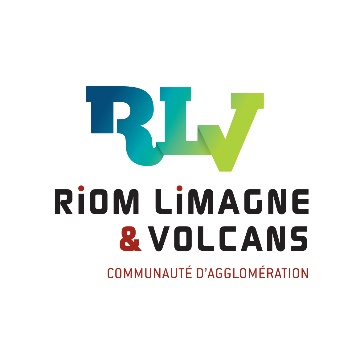 RLV
RiOM LiMAGNE
& VOLCANS
COMMUNAUTÉ D'AGGLOMÉRATION